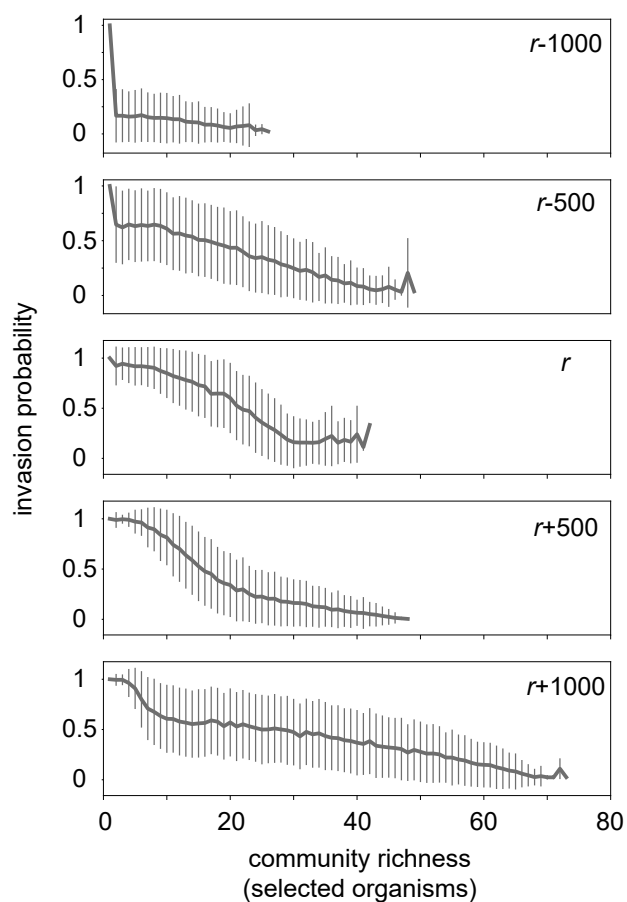 r-1000
1
0.5
0
r-500
1
0.5
0
r
1
0.5
0
r+500
1
0.5
0
r+1000
1
0.5
0
invasion probability
0 20 40 60 80
community richness
(selected organisms)